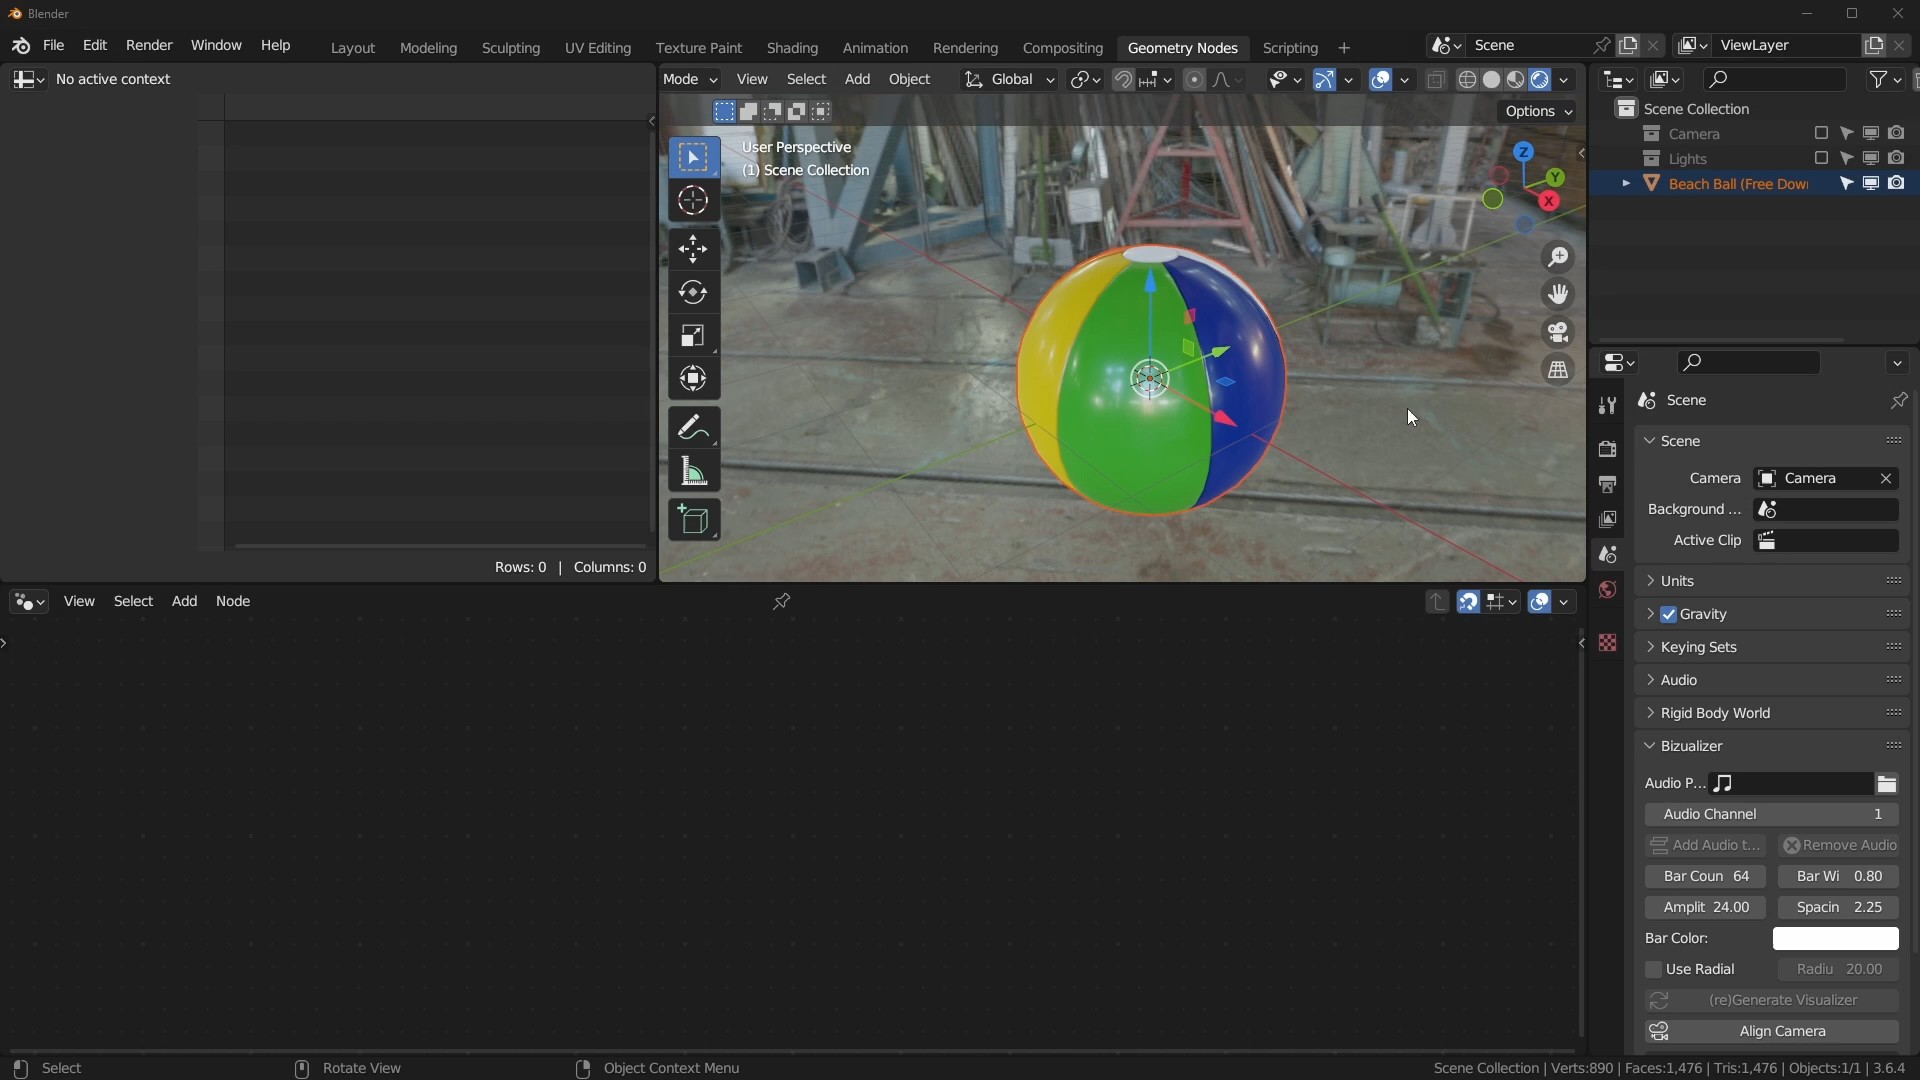 Blender
File Edit Render Window Help Layout Modeling Sculpting UV Editing Texture Paint Shading Animation Rendering Compositing Geometry Nodes Scripting + Scene ViewLayer
No active context
Mode View Select Add Object Global
Options
User Perspective
(1) Scene Collection
Z
Y
X
Rows: 0 | Columns: 0
View Select Add Node
Scene Collection
Camera
Lights
Beach Ball (Free Dow
Scene
Scene
Camera Camera
Background ...
Active Clip
Units
Gravity
Keying Sets
Audio
Rigid Body World
Bizualizer
Audio P...
Audio Channel 1
Add Audio t... Remove Audio
Bar Coun 64 Bar Wi 0.80
Amplit 24.00 Spacin 2.25
Bar Color:
Use Radial Radiu 20.00
(re)Generate Visualizer
Align Camera
Select Rotate View Object Context Menu Scene Collection | Verts:890 | Faces:1,476 | Tris:1,476 | Objects:1/1 | 3.6.4